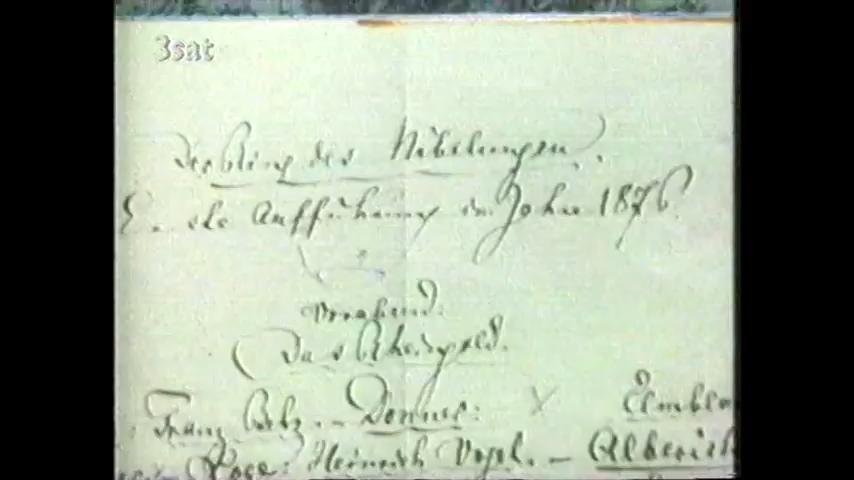 3sat
Der Ring des Nibelungen.
Aufführung im Jahre 1876.
Vorabend:
Das Rheingold.
Franz Betz. – Donner:
Loge: Heinrich Vogl. – Alberich